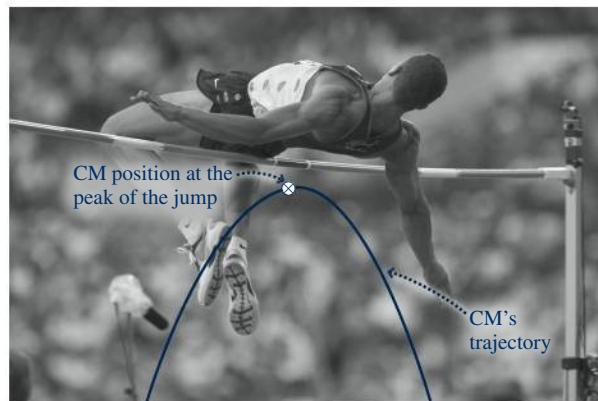 CM position at the
peak of the jump
CM's
trajectory